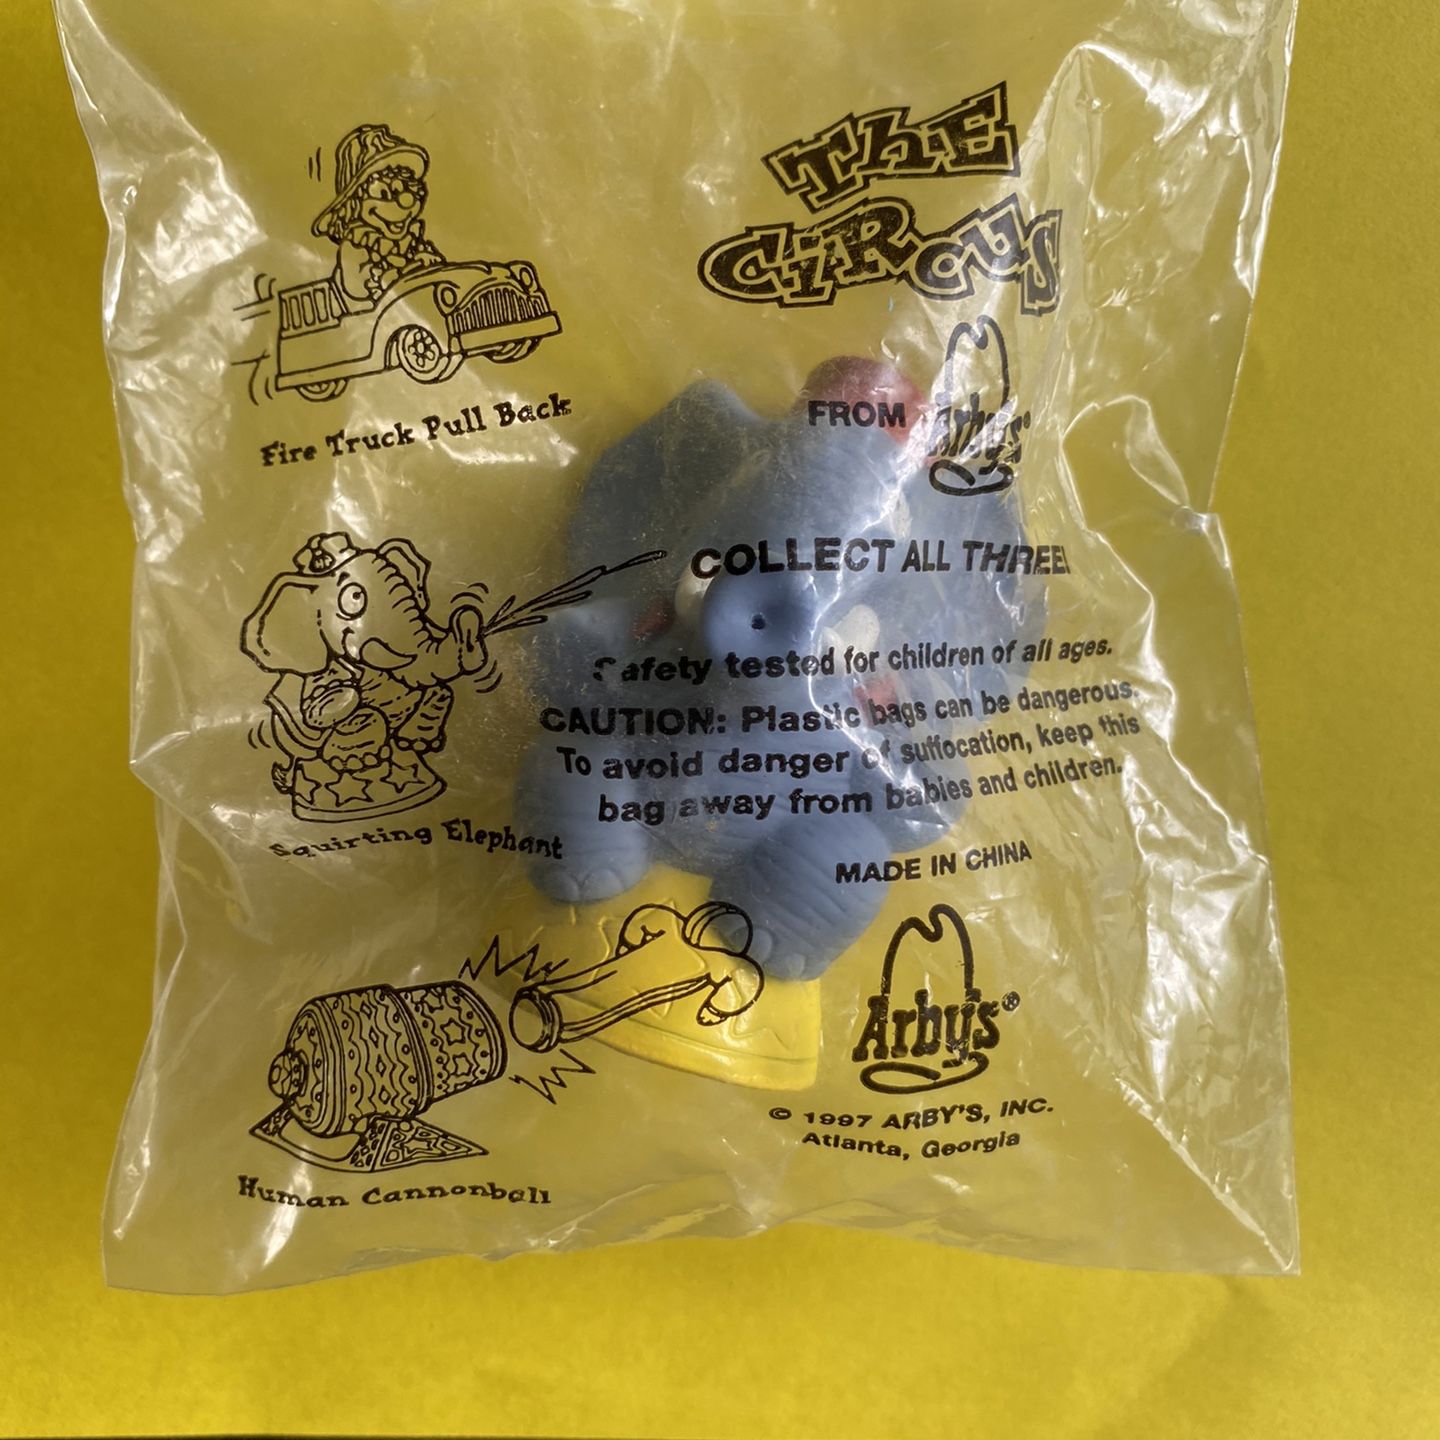 THE
CIRCUS
FROM Arby's
COLLECT ALL THREE!
Fire Truck Pull Back
Safety tested for children of all ages.
CAUTION: Plastic bags can be dangerous.
To avoid danger of suffocation, keep this
bag away from babies and children.
Squirting Elephant
MADE IN CHINA
Arby's®
© 1997 ARBY'S, INC.
Atlanta, Georgia
Human Cannonball